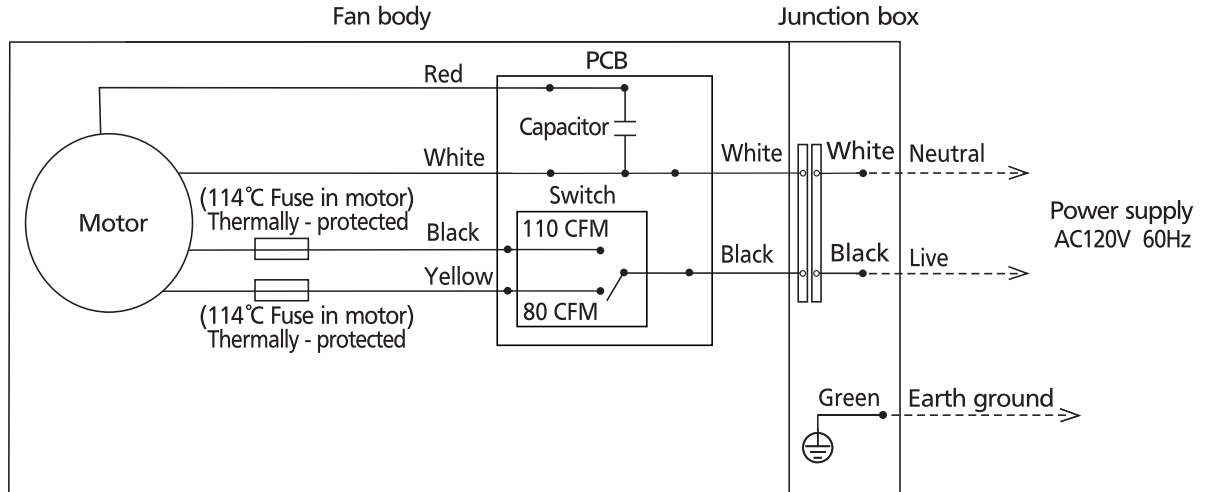 Fan body
Junction box
PCB
Red
Capacitor
White
White
White
Neutral
(114°C Fuse in motor)
Thermally - protected
Switch
Motor
110 CFM
Black
Power supply
AC120V 60Hz
Black
Black
Live
Yellow
80 CFM
(114°C Fuse in motor)
Thermally - protected
Green
Earth ground